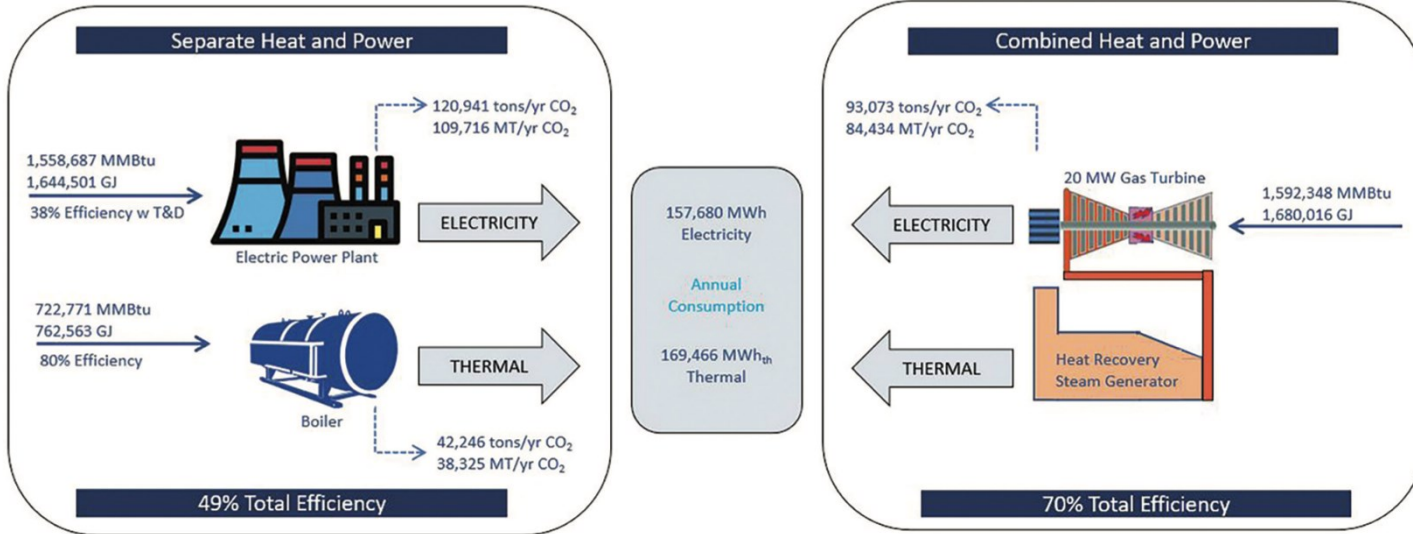 Separate Heat and Power
120,941 tons/yr CO₂
109,716 MT/yr CO₂
1,558,687 MMBtu
1,644,501 GJ
38% Efficiency w T&D
Electric Power Plant
ELECTRICITY
722,771 MMBtu
762,563 GJ
80% Efficiency
Boiler
THERMAL
42,246 tons/yr CO₂
38,325 MT/yr CO₂
49% Total Efficiency
157,680 MWh
Electricity
Annual
Consumption
169,466 MWhₜₕ
Thermal
Combined Heat and Power
93,073 tons/yr CO₂
84,434 MT/yr CO₂
20 MW Gas Turbine
1,592,348 MMBtu
1,680,016 GJ
ELECTRICITY
THERMAL
Heat Recovery
Steam Generator
70% Total Efficiency